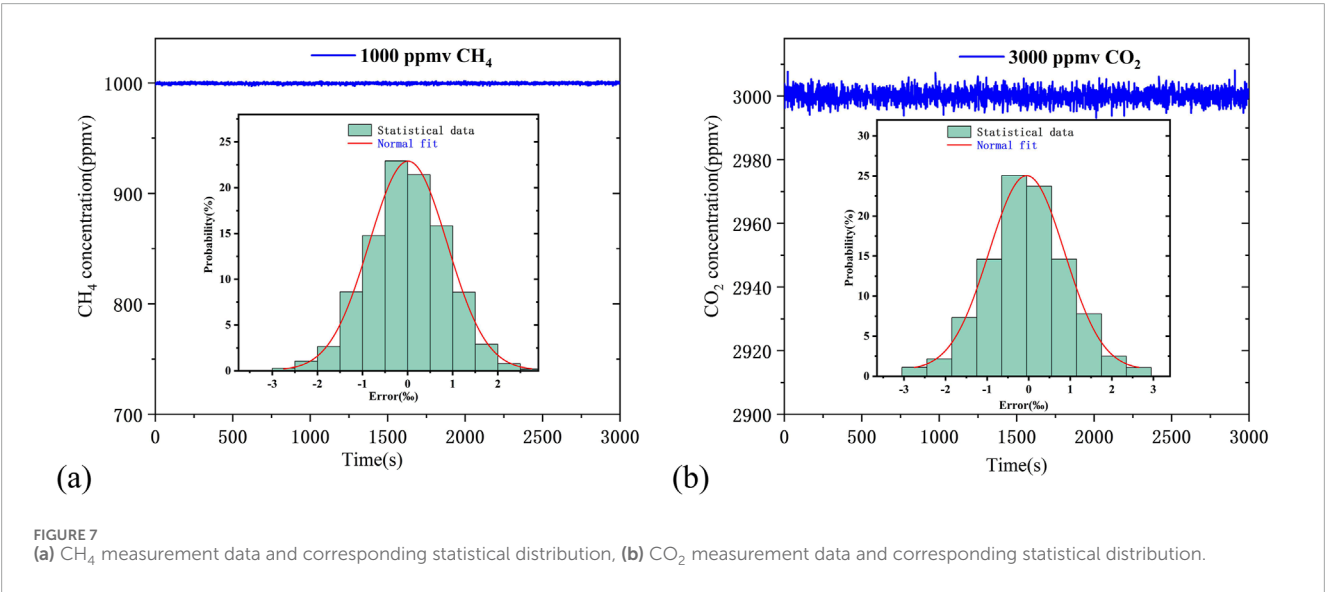 1000 ppmv CH4
1000
900
800
700
CH4 concentration(ppmv)
Statistical data
Normal fit
25
20
15
10
5
0
Probability(%)
-3 -2 -1 0 1 2
Error(‰)
0 500 1000 1500 2000 2500 3000
Time(s)
(a)
3000 ppmv CO2
3000
2980
2960
2940
2920
2900
CO2 concentration(ppmv)
Statistical data
Normal fit
30
25
20
15
10
5
0
Probability(%)
-3 -2 -1 0 1 2 3
Error(‰)
0 500 1000 1500 2000 2500 3000
Time(s)
(b)
FIGURE 7
(a) CH4 measurement data and corresponding statistical distribution, (b) CO2 measurement data and corresponding statistical distribution.